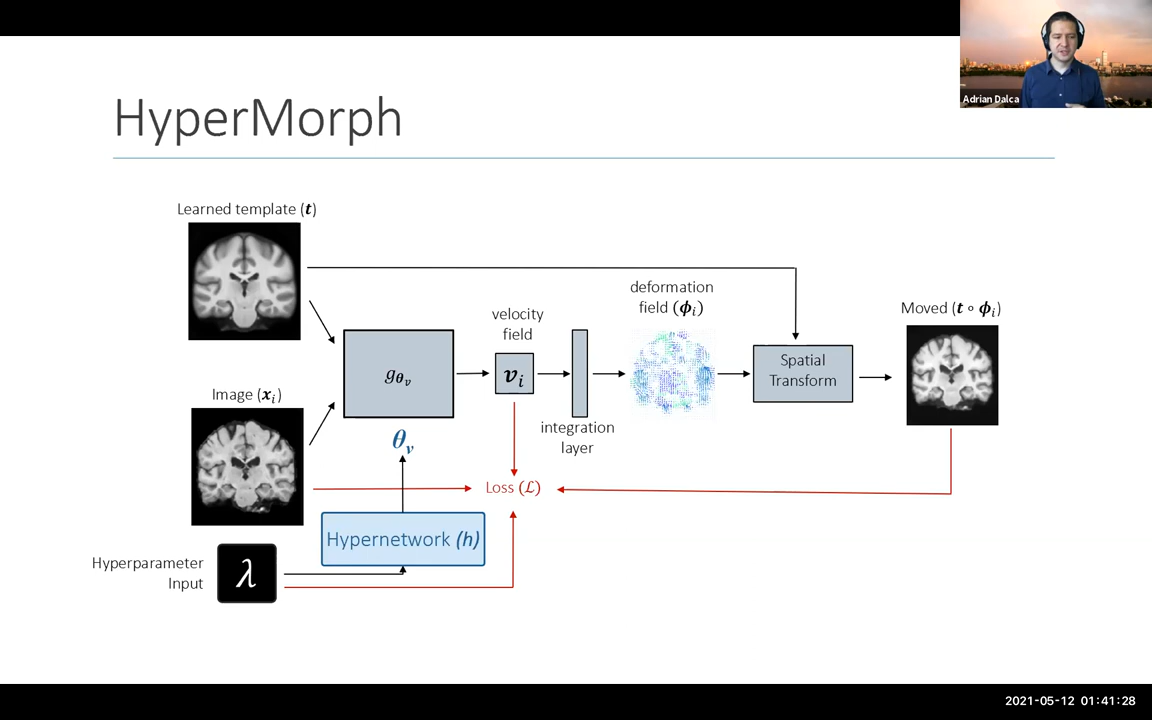 Adrian Dalca
HyperMorph
Learned template (t)
deformation
field (ϕᵢ)
velocity
field
Moved (t ∘ ϕᵢ)
Spatial
Transform
g_θᵥ
vᵢ
Image (xᵢ)
integration
layer
θᵥ
Loss (ℒ)
Hypernetwork (h)
Hyperparameter
Input
λ
2021-05-12 01:41:28